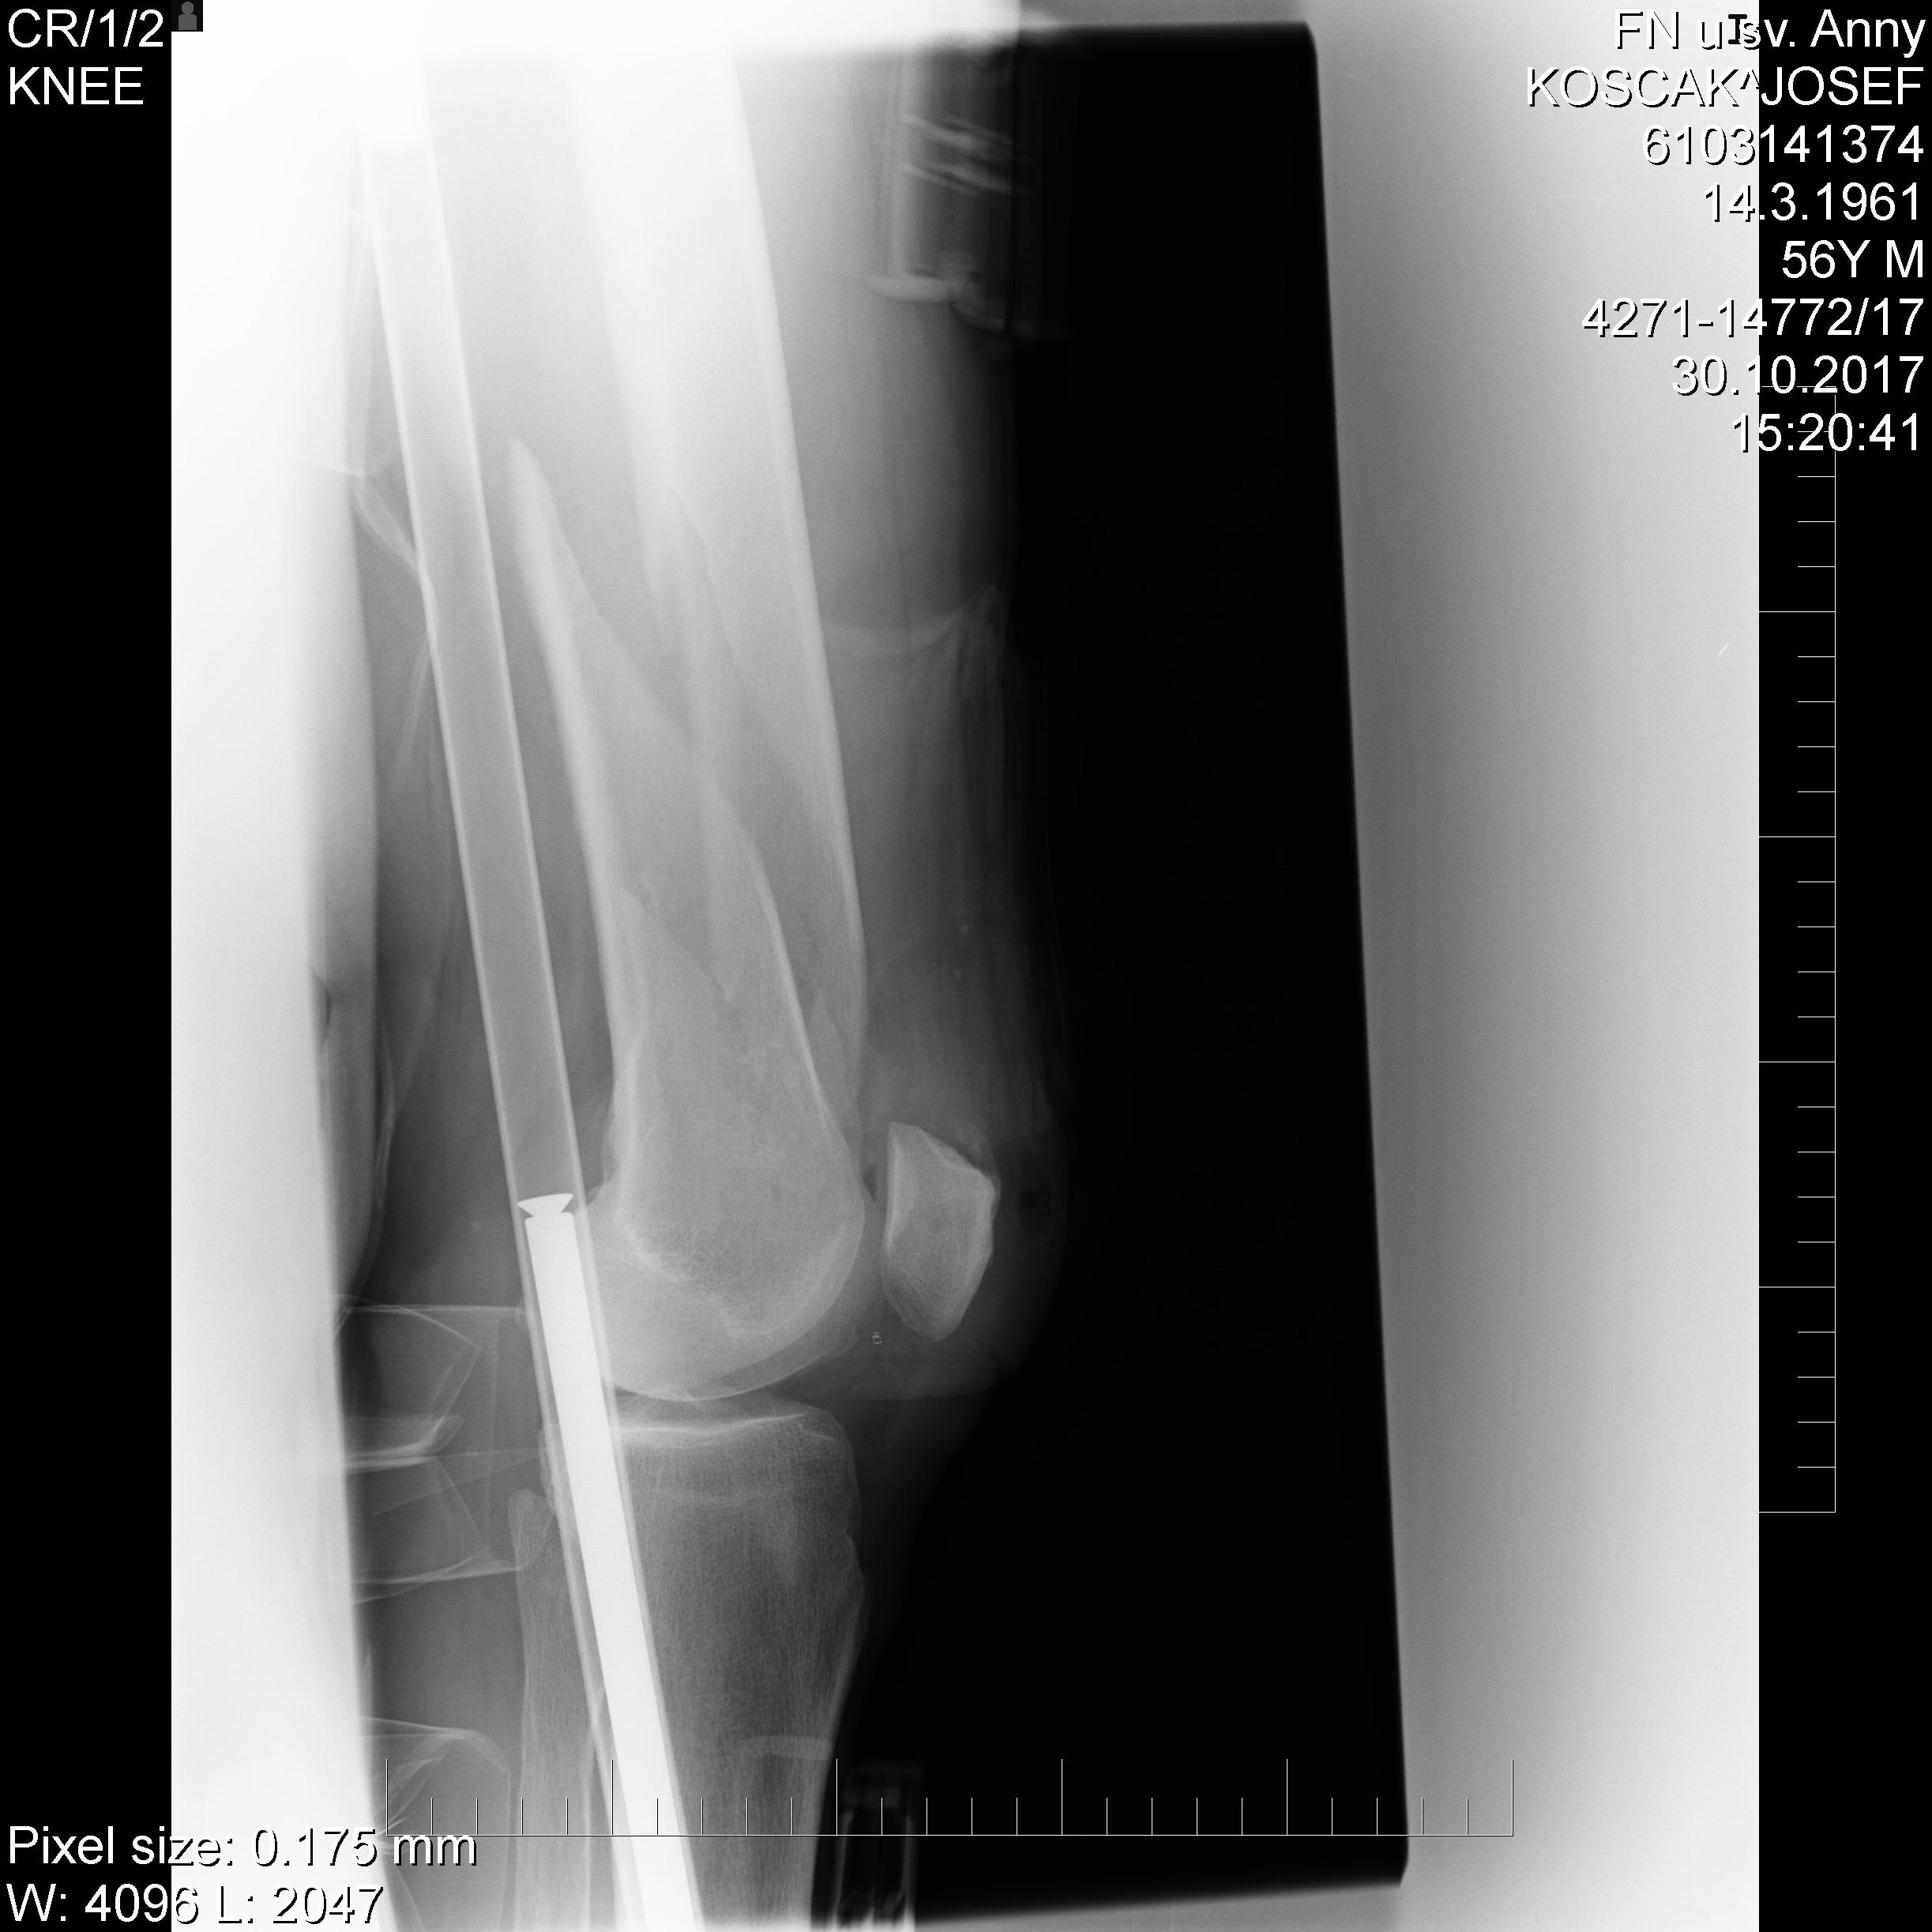 CR/1/2
KNEE
FN u sv. Anny
KOSCAK^JOSEF
6103141374
14.3.1961
56Y M
4271-14772/17
30.10.2017
15:20:41
Pixel size: 0.175 mm
W: 4096 L: 2047